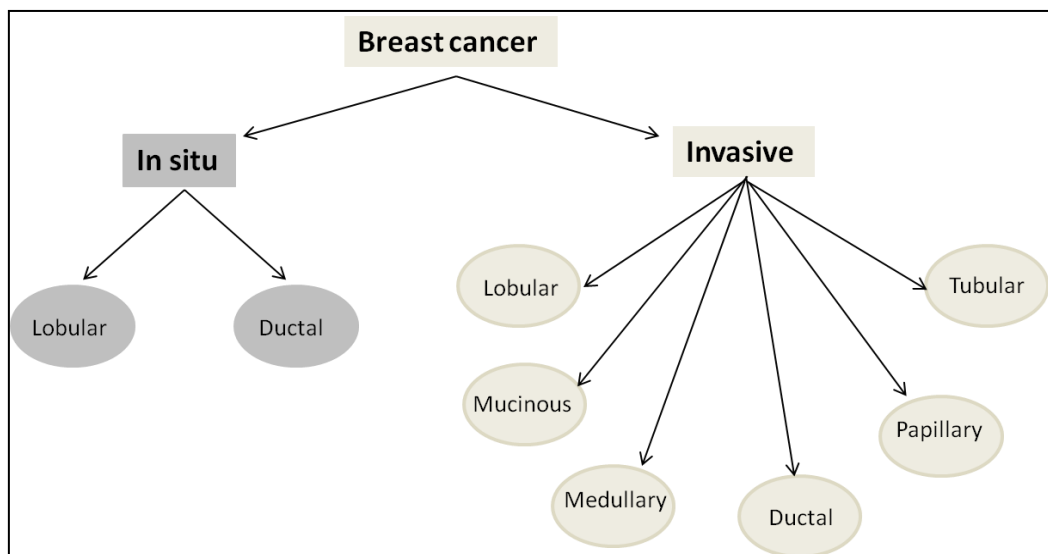 Breast cancer
In situ
Invasive
Lobular
Ductal
Lobular
Tubular
Mucinous
Papillary
Medullary
Ductal